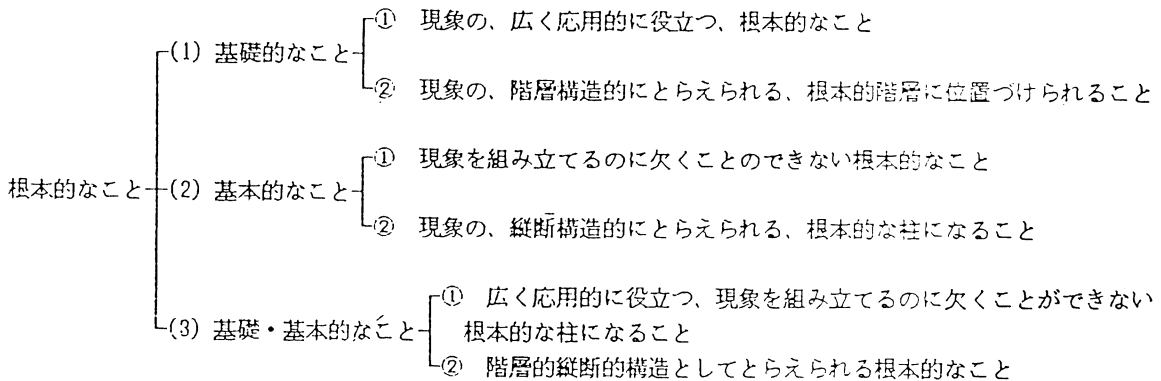 ① 現象の、広く応用的に役立つ、根本的なこと
(1) 基礎的なこと
② 現象の、階層構造的にとらえられる、根本的階層に位置づけられること
① 現象を組み立てるのに欠くことのできない根本的なこと
根本的なこと
(2) 基本的なこと
② 現象の、縦断構造的にとらえられる、根本的な柱になること
① 広く応用的に役立つ、現象を組み立てるのに欠くことができない
(3) 基礎・基本的なこと
根本的な柱になること
② 階層的縦断的構造としてとらえられる根本的なこと